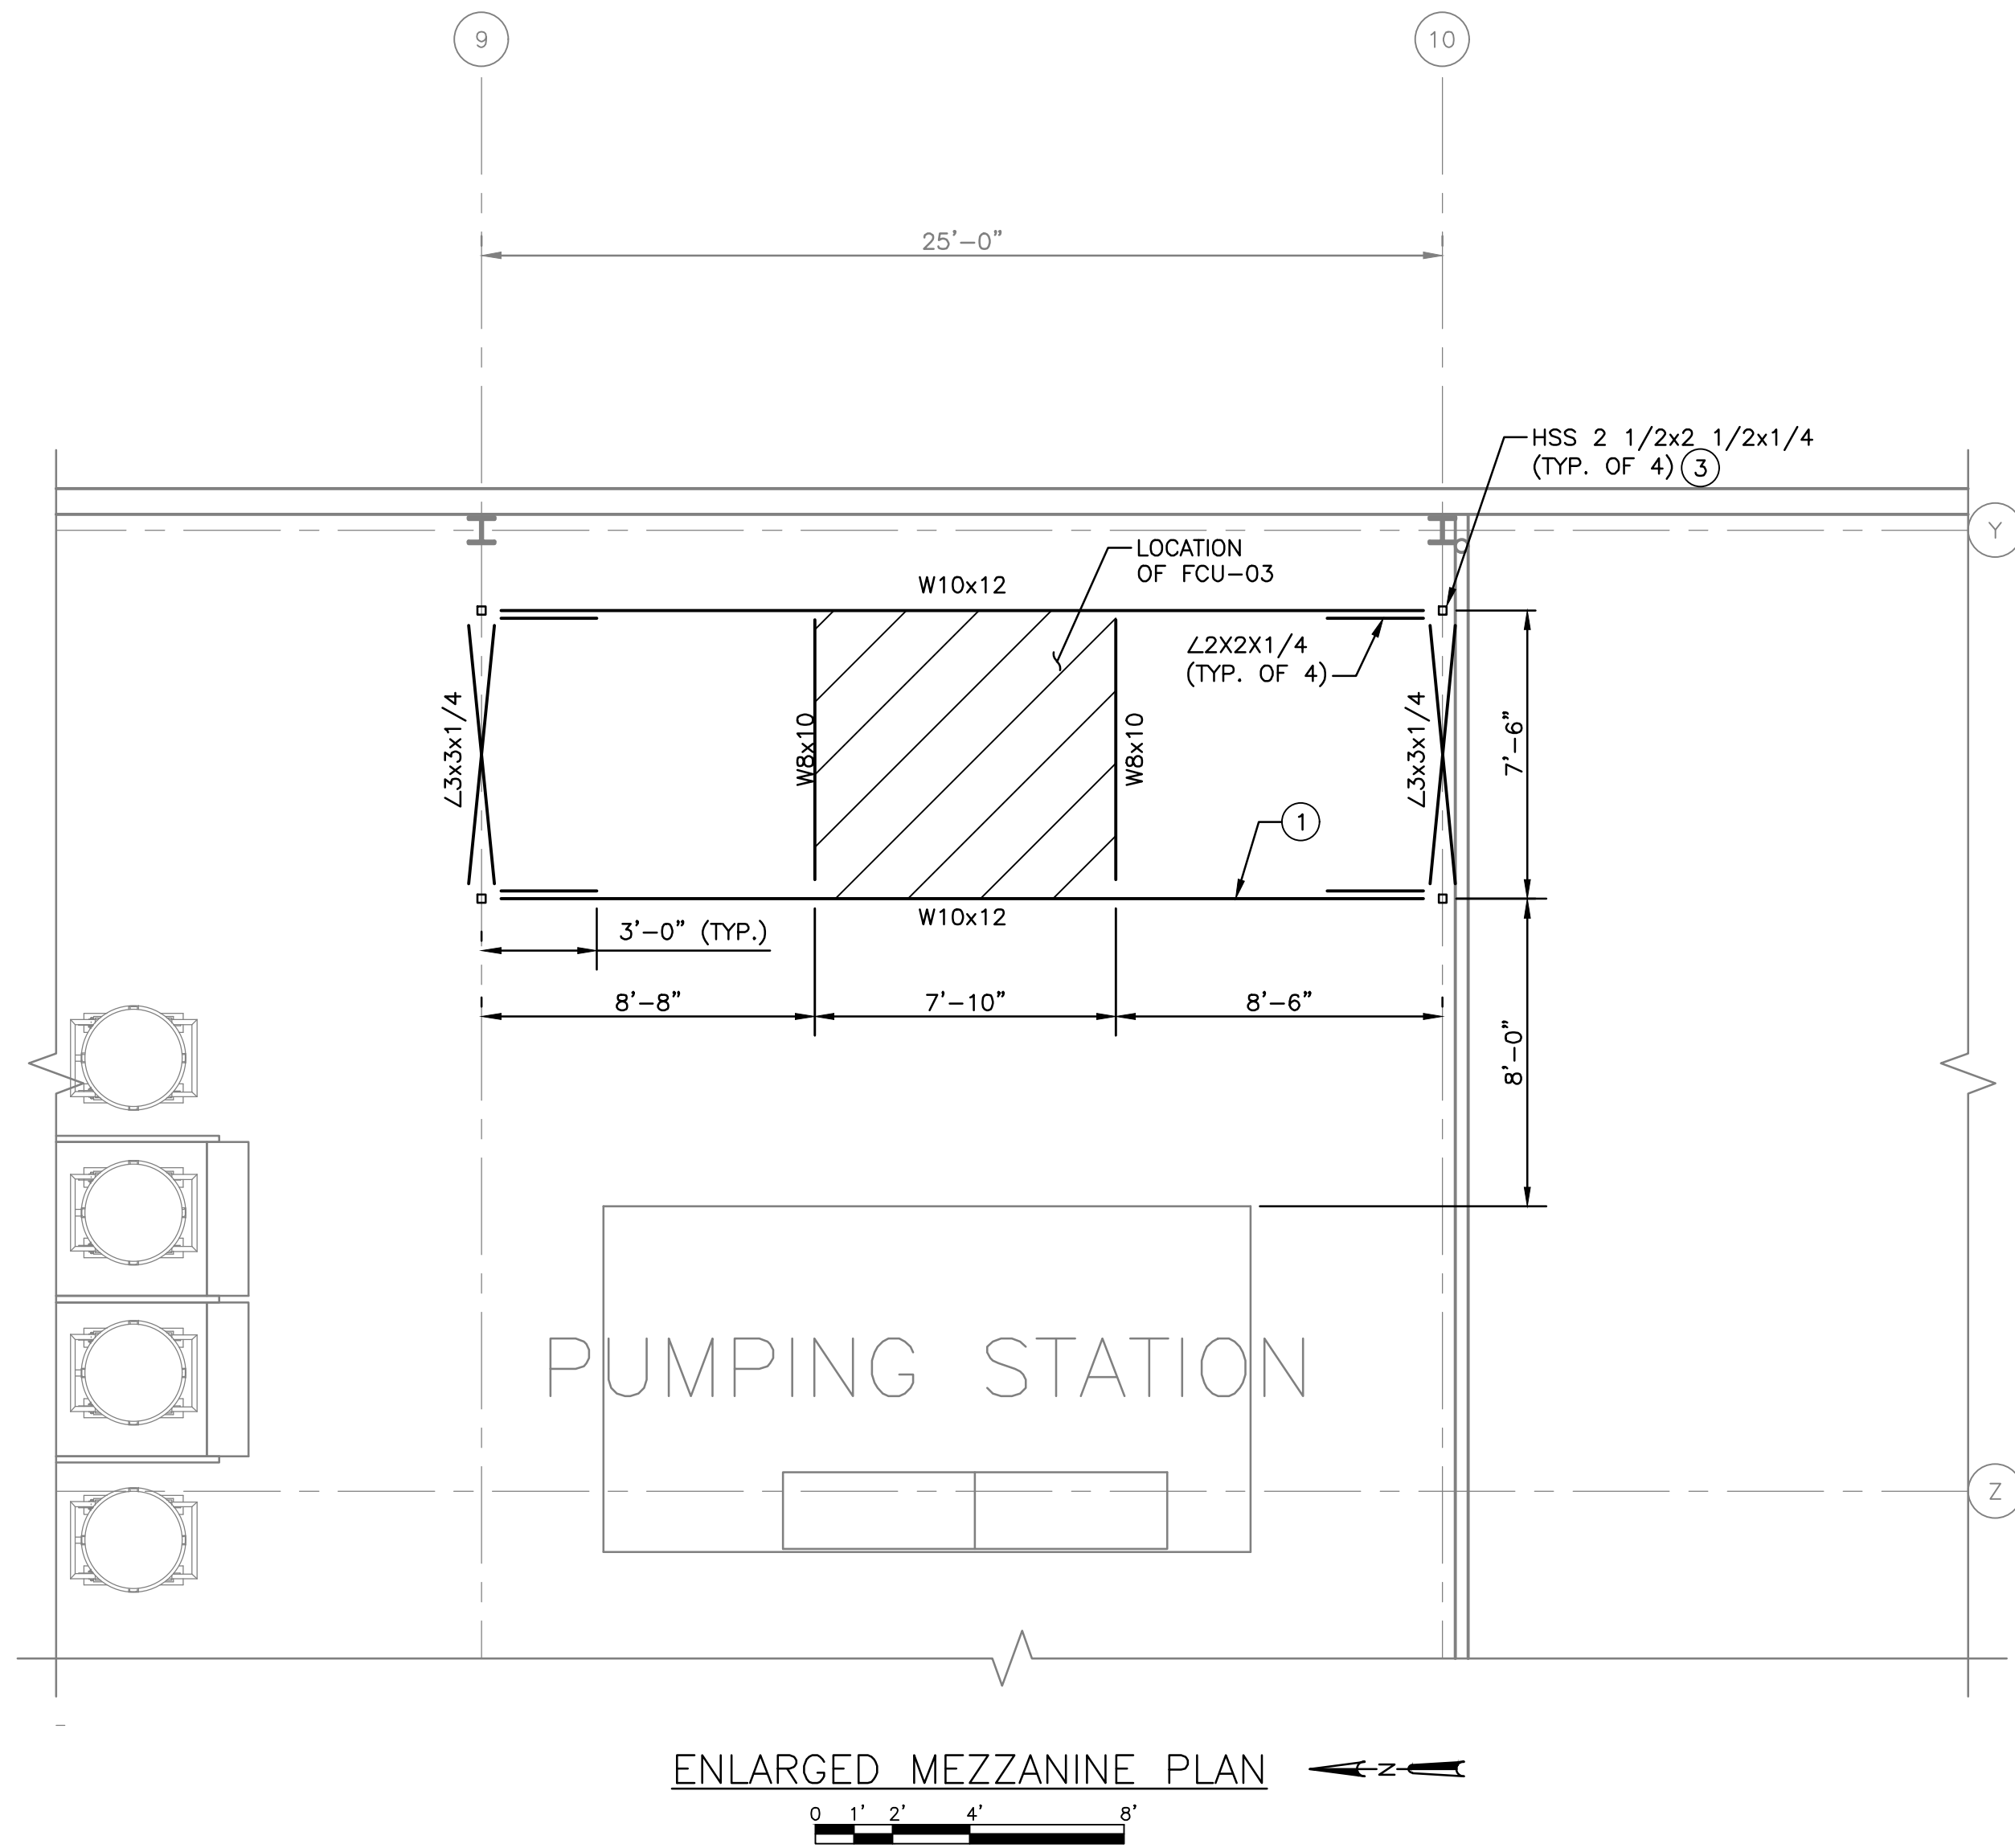 9
10
25'-0"
HSS 2 1/2x2 1/2x1/4
(TYP. OF 4) 3
Y
LOCATION
OF FCU-03
W10x12
∠2X2X1/4
(TYP. OF 4)
∠3x3x1/4
W8x10
W8x10
∠3x3x1/4
7'-6"
1
W10x12
3'-0" (TYP.)
8'-8"
7'-10"
8'-6"
8'-0"
PUMPING STATION
Z
ENLARGED MEZZANINE PLAN
N
0 1' 2' 4' 8'